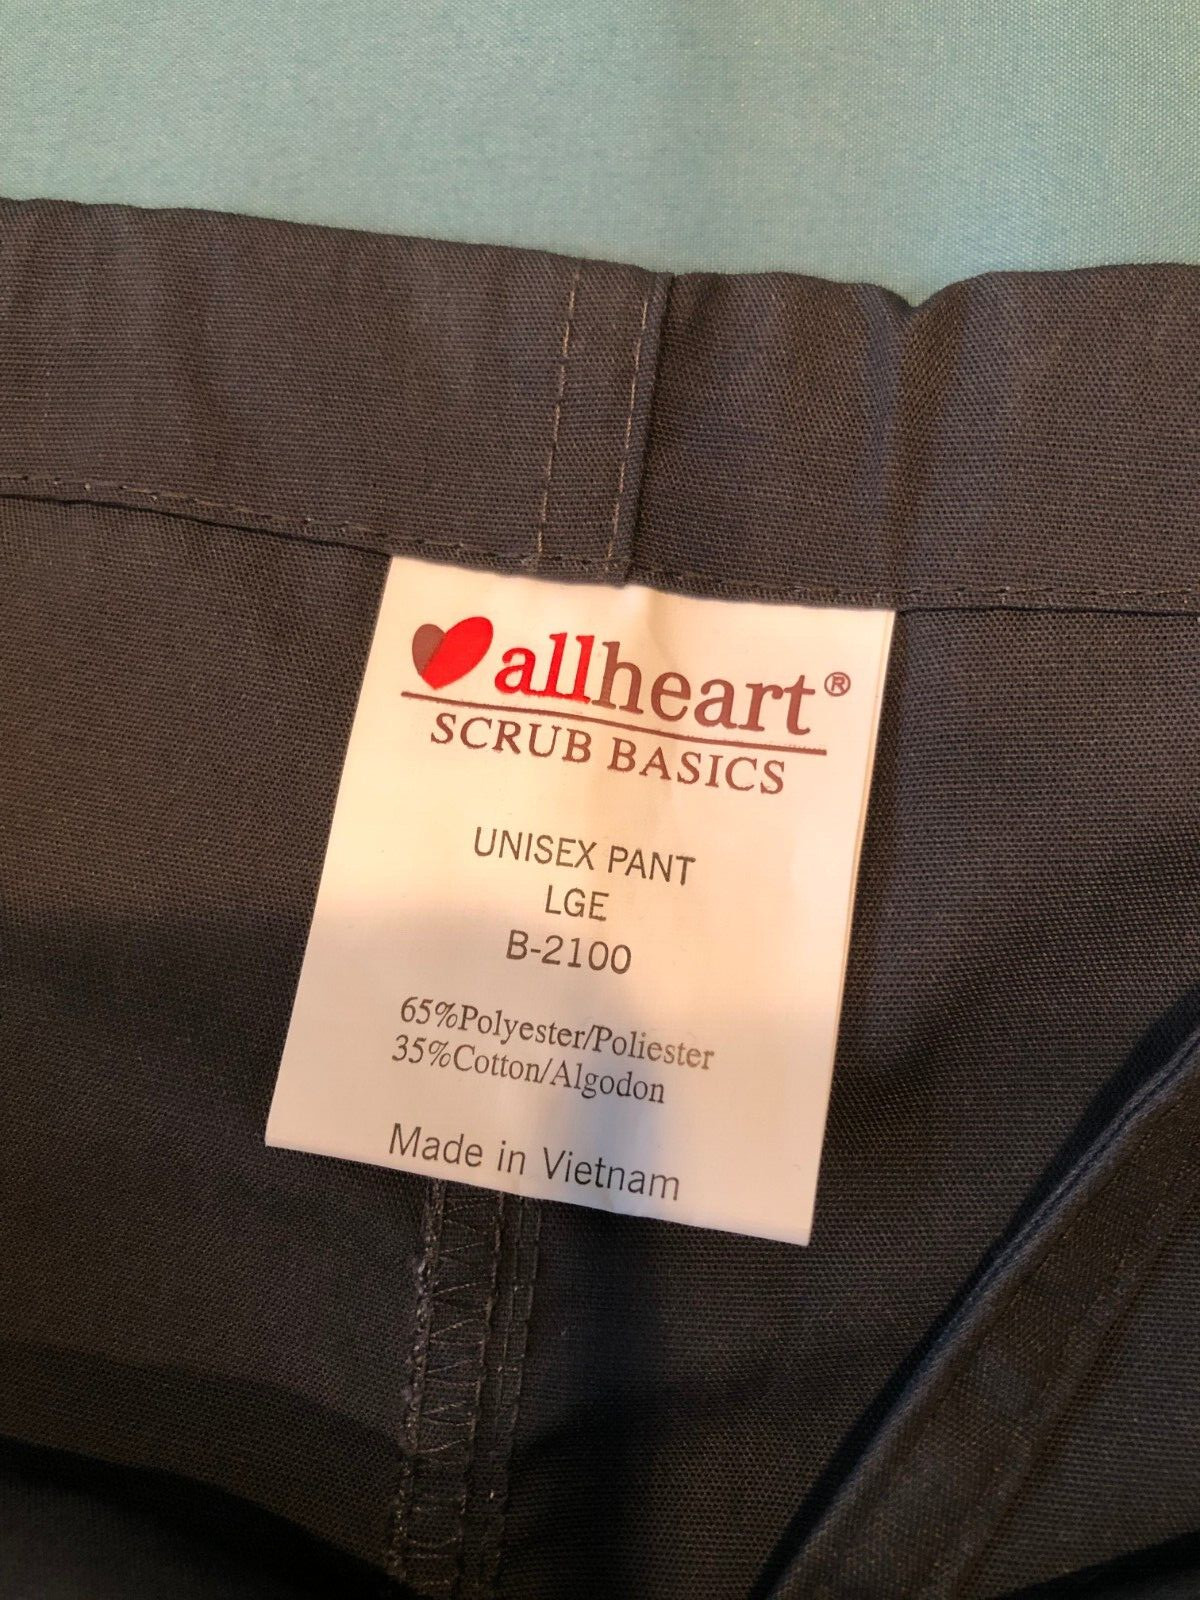 allheart®
SCRUB BASICS
UNISEX PANT
LGE
B-2100
65%Polyester/Poliester
35%Cotton/Algodon
Made in Vietnam